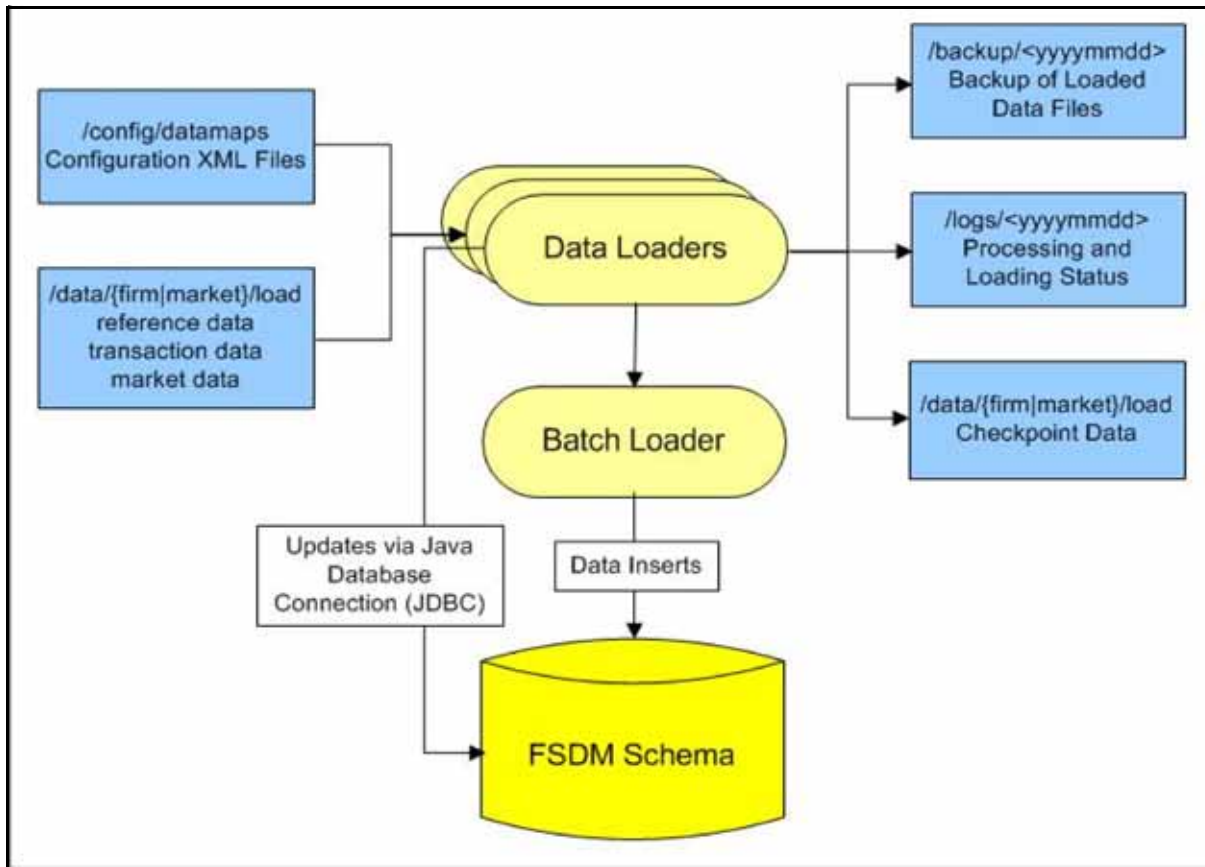 /config/datamaps
Configuration XML Files
/data/{firm|market}/load
reference data
transaction data
market data
Data Loaders
Batch Loader
Updates via Java
Database
Connection (JDBC)
Data Inserts
FSDM Schema
/backup/<yyyymmdd>
Backup of Loaded
Data Files
/logs/<yyyymmdd>
Processing and
Loading Status
/data/{firm|market}/load
Checkpoint Data